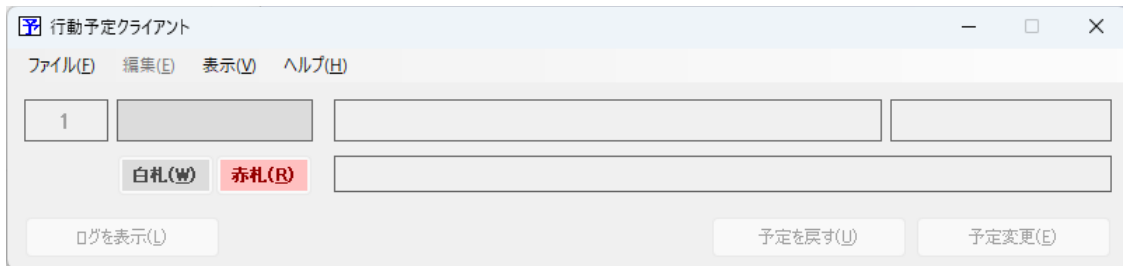 予 行動予定クライアント
ファイル(F) 編集(E) 表示(V) ヘルプ(H)
1
白札(W) 赤札(R)
ログを表示(L) 予定を戻す(U) 予定変更(E)